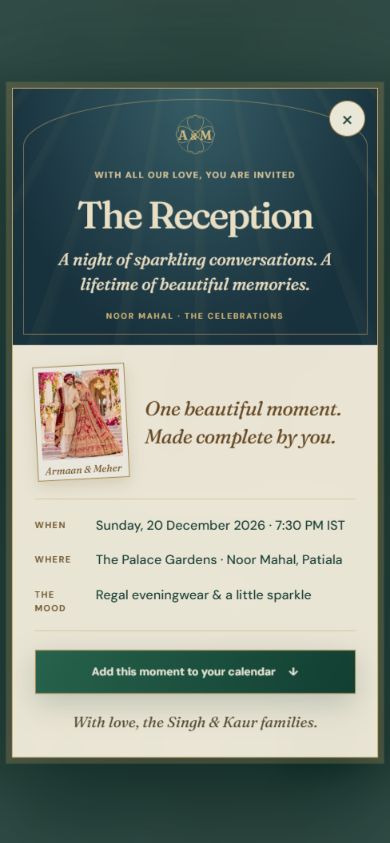 A&M
×
WITH ALL OUR LOVE, YOU ARE INVITED
The Reception
A night of sparkling conversations. A
lifetime of beautiful memories.
NOOR MAHAL · THE CELEBRATIONS
One beautiful moment.
Made complete by you.
Armaan & Meher
WHEN
Sunday, 20 December 2026 · 7:30 PM IST
WHERE
The Palace Gardens · Noor Mahal, Patiala
THE
MOOD
Regal eveningwear & a little sparkle
Add this moment to your calendar ↓
With love, the Singh & Kaur families.